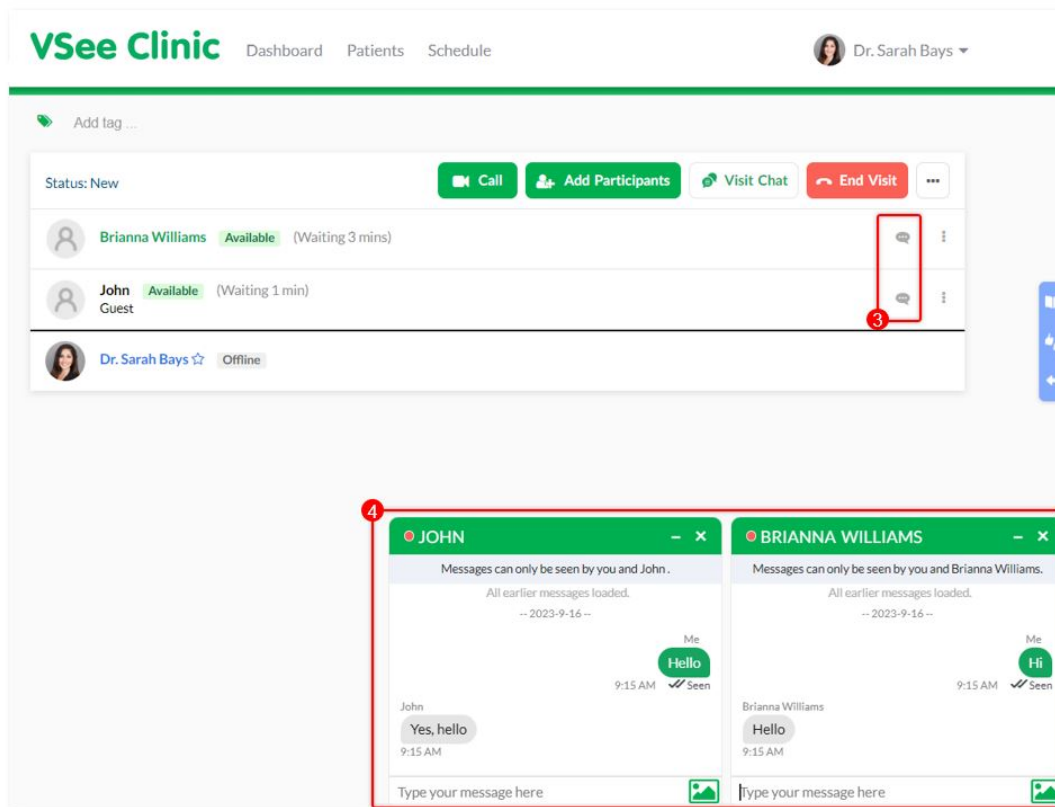 VSee Clinic Dashboard Patients Schedule Dr. Sarah Bays
Add tag ...
Status: New Call Add Participants Visit Chat End Visit
Brianna Williams Available (Waiting 3 mins)
John Available (Waiting 1 min)
Guest
3
Dr. Sarah Bays Offline
4
JOHN
Messages can only be seen by you and John .
All earlier messages loaded.
-- 2023-9-16 --
Me
Hello
9:15 AM Seen
John
Yes, hello
9:15 AM
Type your message here
BRIANNA WILLIAMS
Messages can only be seen by you and Brianna Williams.
All earlier messages loaded.
-- 2023-9-16 --
Me
Hi
9:15 AM Seen
Brianna Williams
Hello
9:15 AM
Type your message here